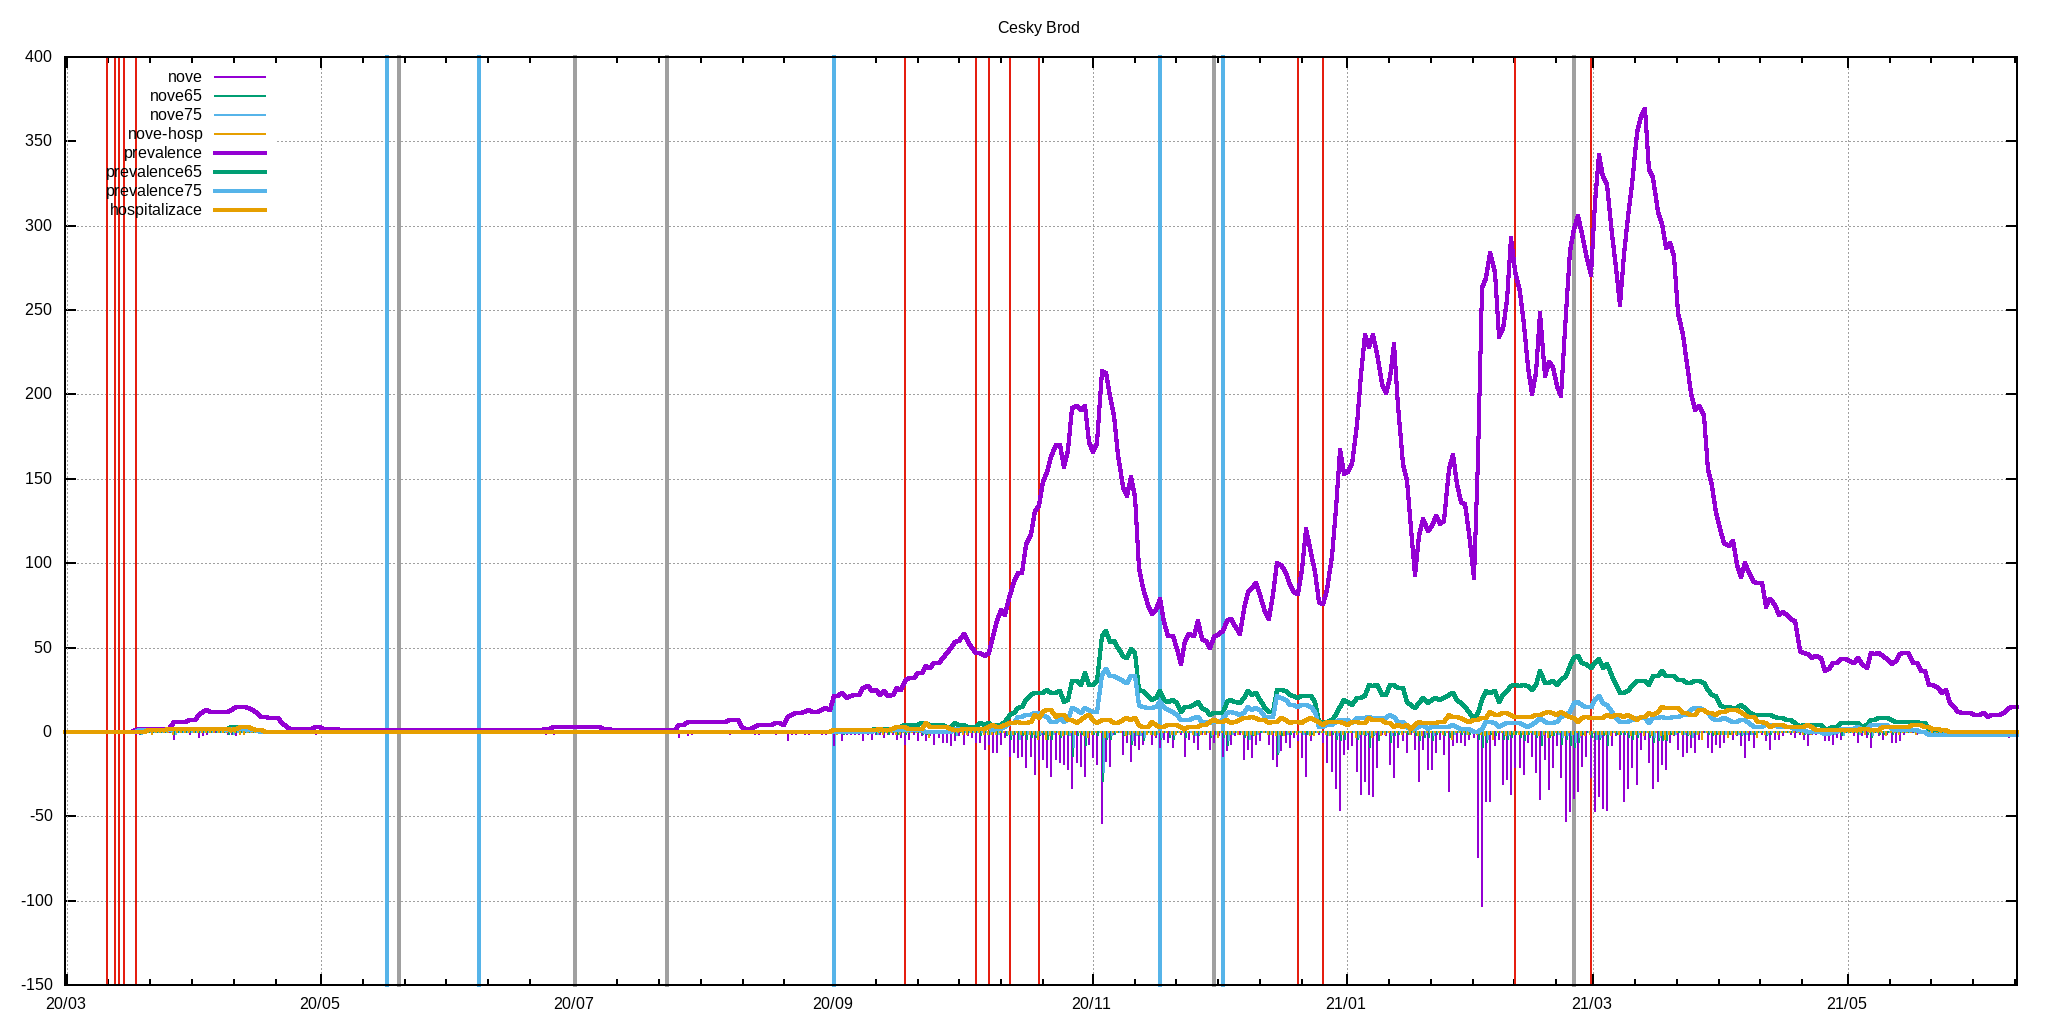 Cesky Brod
400
350
300
250
200
150
100
50
0
-50
-100
-150
nove
nove65
nove75
nove-hosp
prevalence
prevalence65
prevalence75
hospitalizace
20/03 20/05 20/07 20/09 20/11 21/01 21/03 21/05